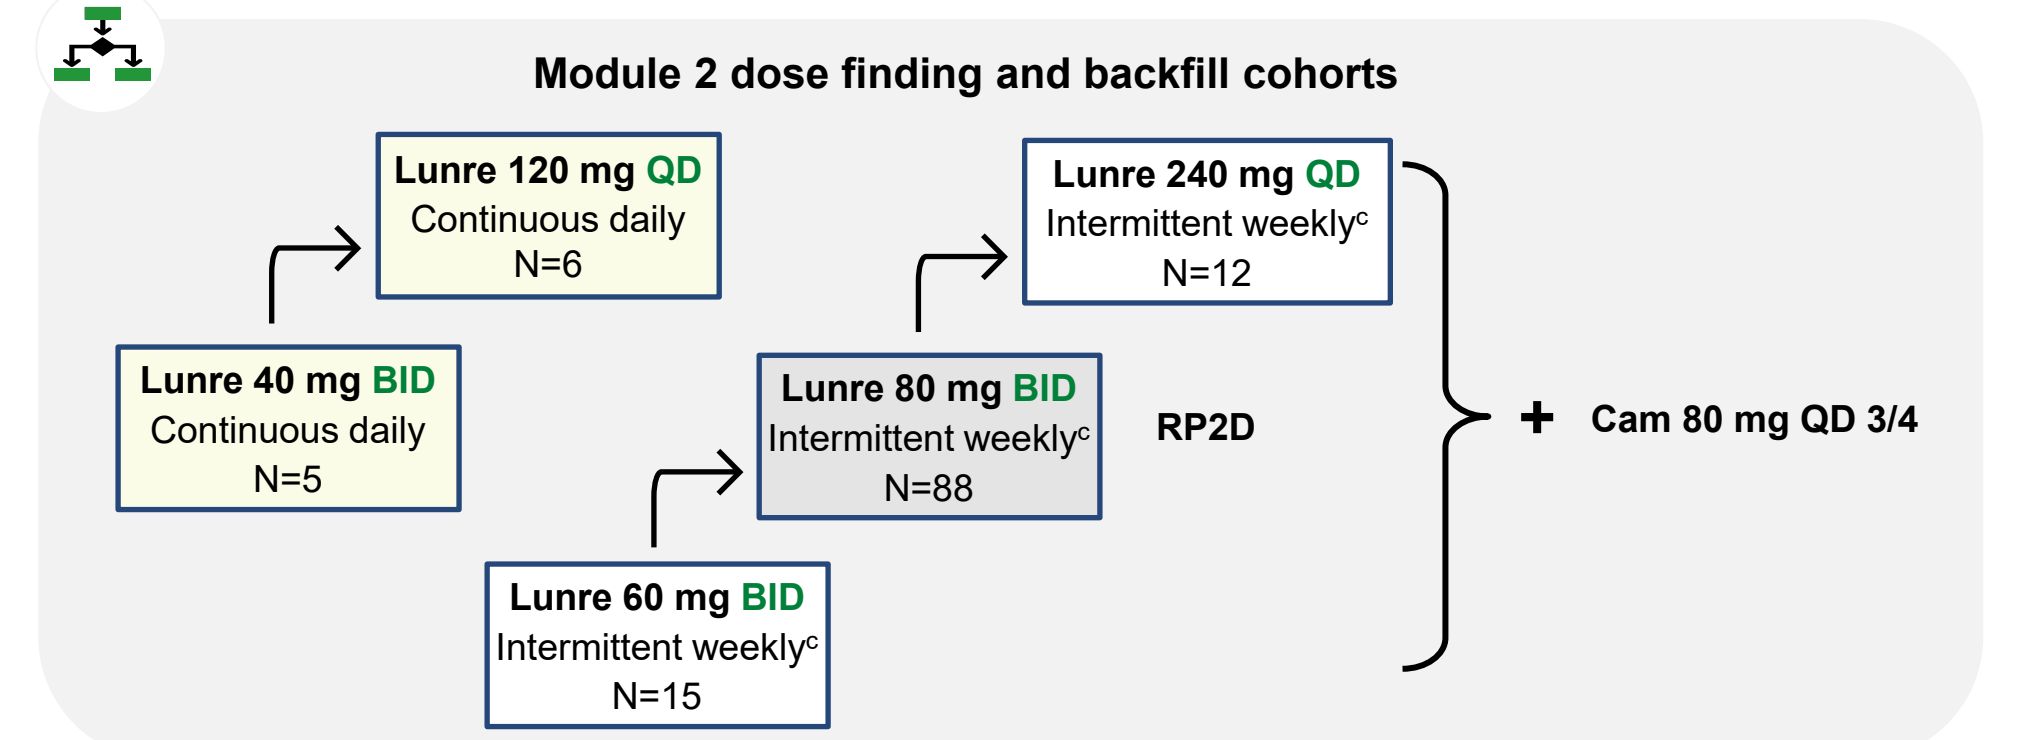 Module 2 dose finding and backfill cohorts
Lunre 120 mg QD
Continuous daily
N=6
Lunre 240 mg QD
Intermittent weeklyᶜ
N=12
Lunre 40 mg BID
Continuous daily
N=5
Lunre 80 mg BID
Intermittent weeklyᶜ
N=88
RP2D
+ Cam 80 mg QD 3/4
Lunre 60 mg BID
Intermittent weeklyᶜ
N=15